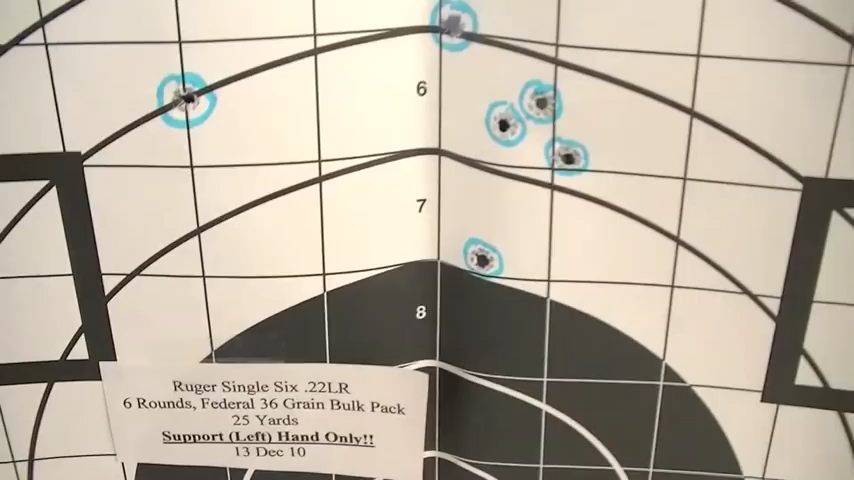 6
7
8
Ruger Single Six .22LR
6 Rounds, Federal 36 Grain Bulk Pack
25 Yards
Support (Left) Hand Only!!
13 Dec 10